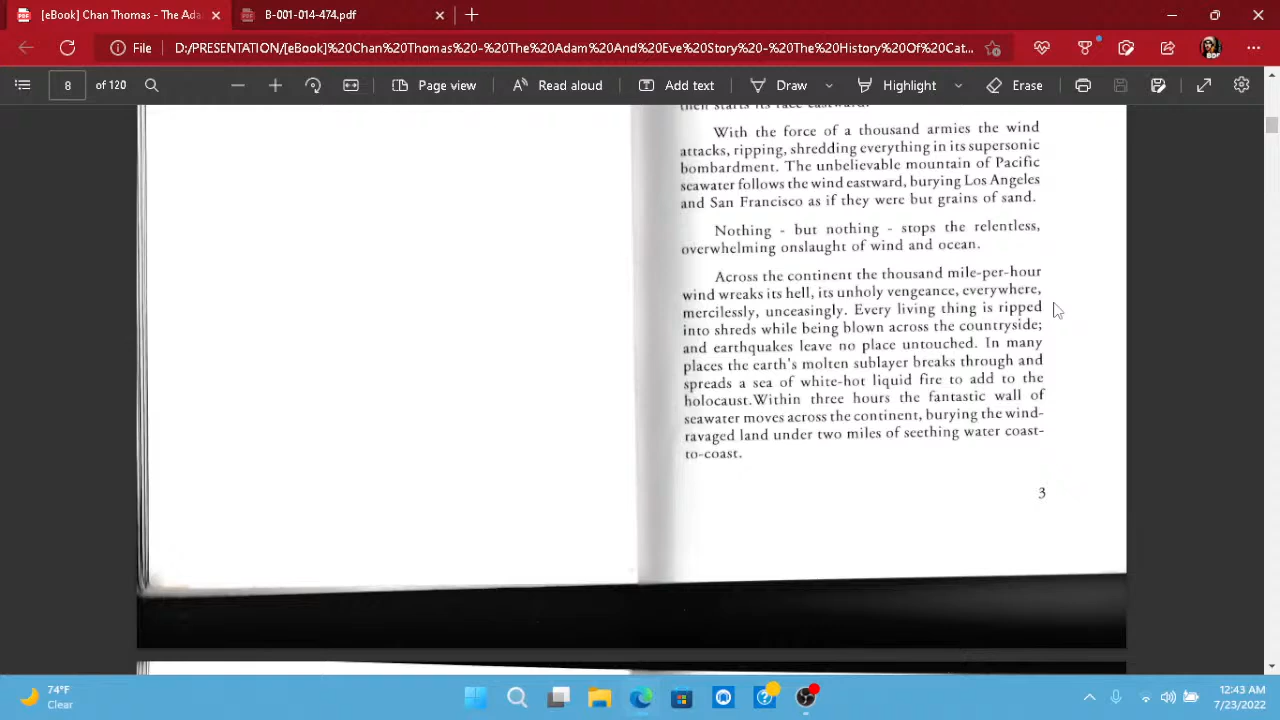 [eBook] Chan Thomas - The Ada
B-001-014-474.pdf
File
D:/PRESENTATION/[eBook]%20Chan%20Thomas%20-%20The%20Adam%20And%20Eve%20Story%20-%20The%20History%20Of%20Cat...
8
of 120
Page view
Read aloud
Add text
Draw
Highlight
Erase
then starts its race eastward.
With the force of a thousand armies the wind
attacks, ripping, shredding everything in its supersonic
bombardment. The unbelievable mountain of Pacific
seawater follows the wind eastward, burying Los Angeles
and San Francisco as if they were but grains of sand.
Nothing - but nothing - stops the relentless,
overwhelming onslaught of wind and ocean.
Across the continent the thousand mile-per-hour
wind wreaks its hell, its unholy vengeance, everywhere,
mercilessly, unceasingly. Every living thing is ripped
into shreds while being blown across the countryside;
and earthquakes leave no place untouched. In many
places the earth's molten sublayer breaks through and
spreads a sea of white-hot liquid fire to add to the
holocaust.Within three hours the fantastic wall of
seawater moves across the continent, burying the wind-
ravaged land under two miles of seething water coast-
to-coast.
3
74°F
Clear
12:43 AM
7/23/2022